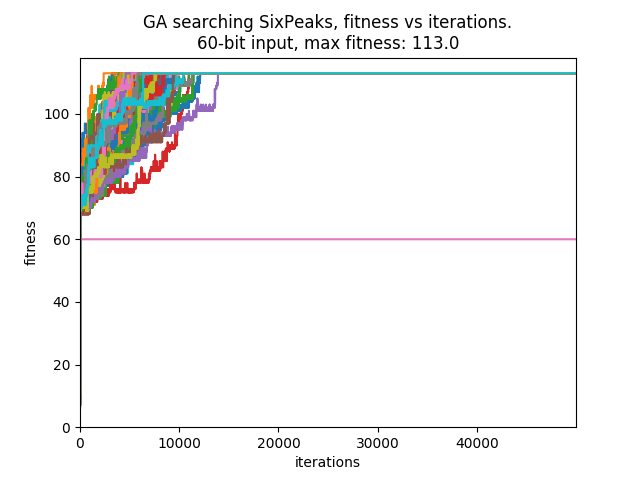 GA searching SixPeaks, fitness vs iterations.
60-bit input, max fitness: 113.0
100
80
60
40
20
0
fitness
0 10000 20000 30000 40000
iterations